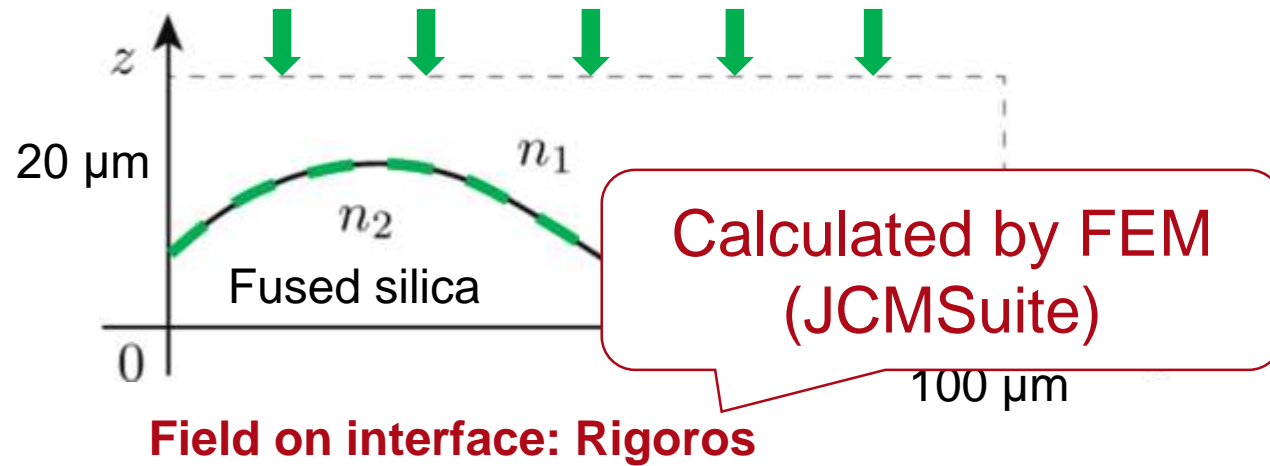 z
20 µm
n₁
n₂
Fused silica
Calculated by FEM
(JCMSuite)
0
100 µm
Field on interface: Rigoros